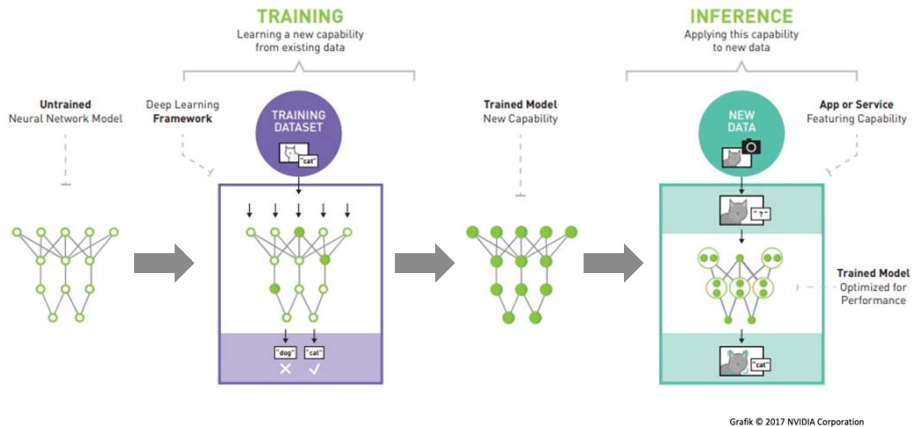 TRAINING
Learning a new capability
from existing data
INFERENCE
Applying this capability
to new data
Untrained
Neural Network Model
Deep Learning
Framework
TRAINING
DATASET
"cat"
Trained Model
New Capability
NEW
DATA
App or Service
Featuring Capability
"?"
Trained Model
Optimized for
Performance
"dog"
"cat"
"cat"
Grafik © 2017 NVIDIA Corporation